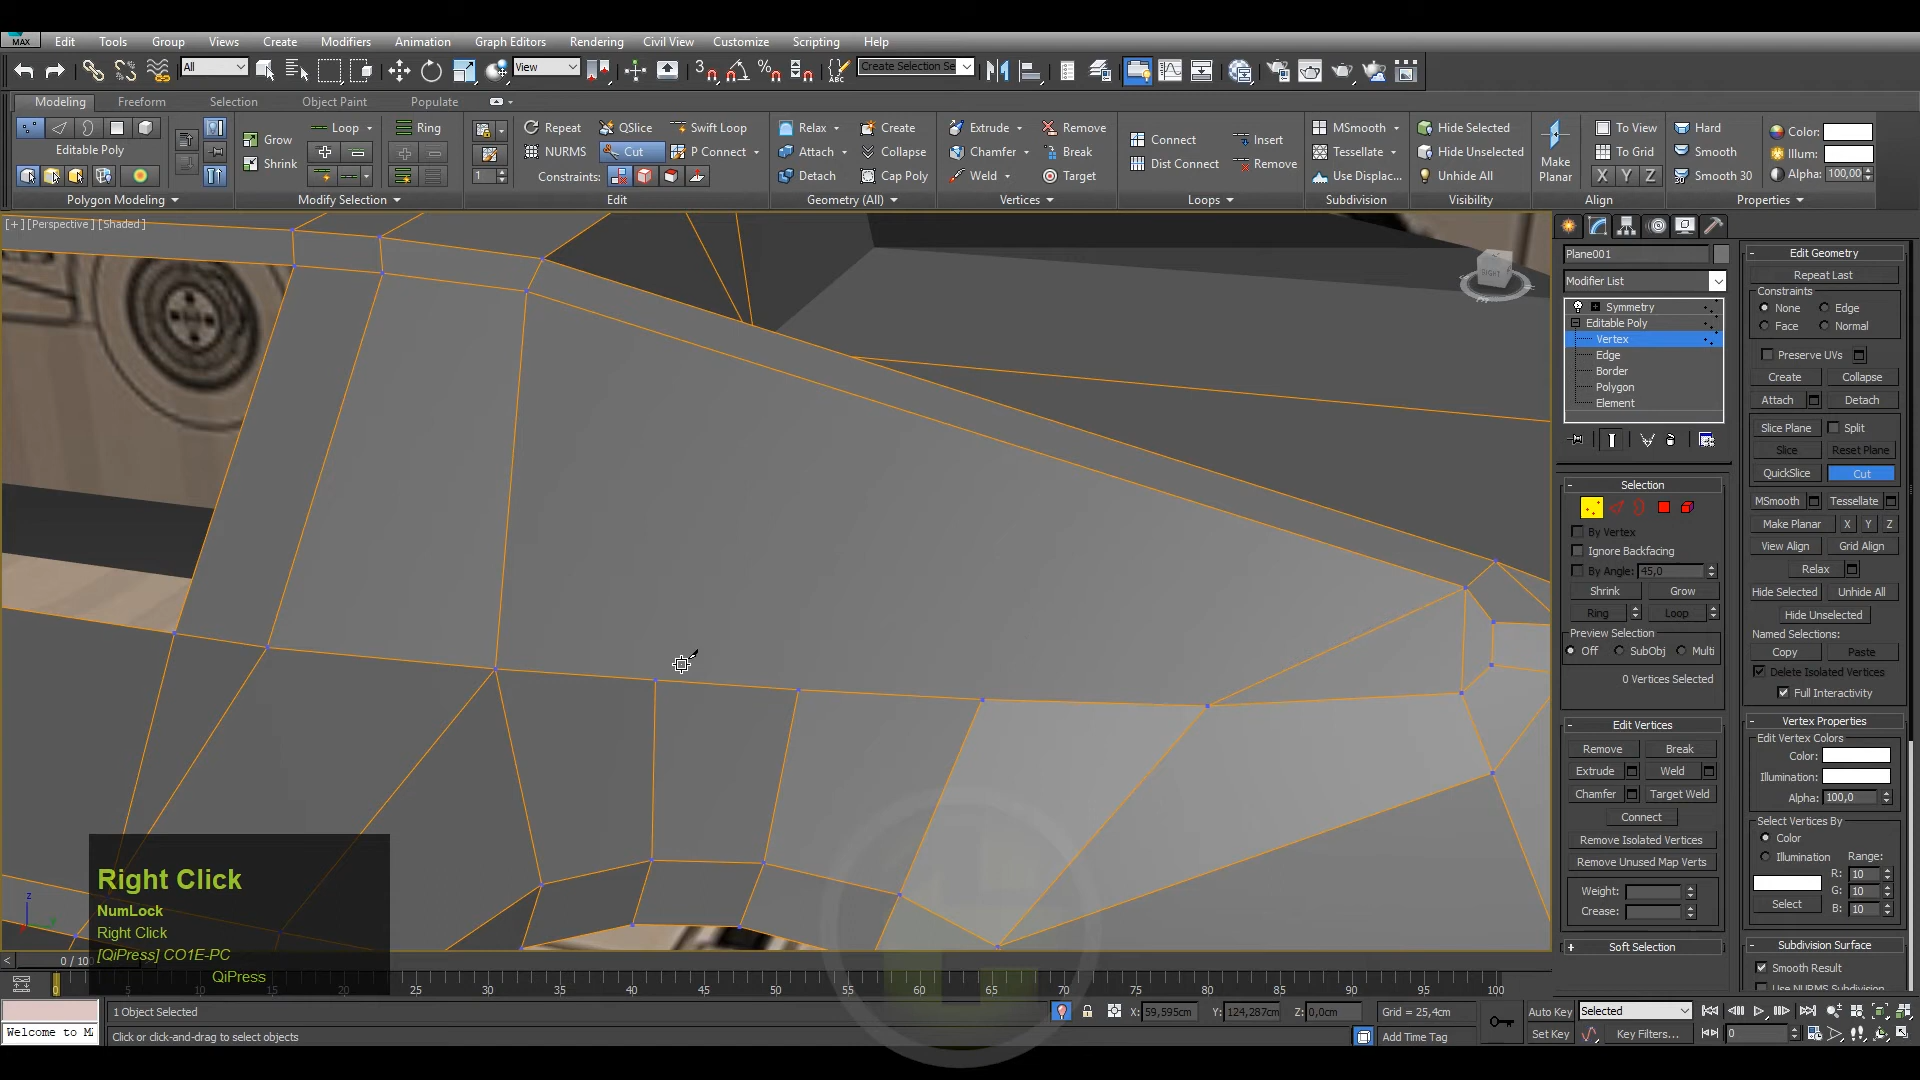 MAX
Edit Tools Group Views Create Modifiers Animation Graph Editors Rendering Civil View Customize Scripting Help
All View Create Selection Se
Modeling Freeform Selection Object Paint Populate
Grow Loop Ring Repeat QSlice Swift Loop Relax Create Extrude Remove Connect Insert MSmooth Hide Selected To View Hard Color:
Editable Poly Shrink NURMS Cut P Connect Attach Collapse Chamfer Break Dist Connect Remove Tessellate Hide Unselected Make Planar To Grid Smooth Illum:
1 Constraints: Detach Cap Poly Weld Target Use Displac... Unhide All X Y Z Smooth 30 Alpha: 100,00
Polygon Modeling Modify Selection Edit Geometry (All) Vertices Loops Subdivision Visibility Align Properties
[+] [Perspective] [Shaded]
RIGHT
Plane001
Modifier List
Symmetry
Editable Poly
Vertex
Edge
Border
Polygon
Element
Selection
By Vertex
Ignore Backfacing
By Angle: 45,0
Shrink Grow
Ring Loop
Preview Selection
Off SubObj Multi
0 Vertices Selected
Edit Vertices
Remove Break
Extrude Weld
Chamfer Target Weld
Connect
Remove Isolated Vertices
Remove Unused Map Verts
Weight:
Crease:
Soft Selection
Edit Geometry
Repeat Last
Constraints
None Edge
Face Normal
Preserve UVs
Create Collapse
Attach Detach
Slice Plane Split
Slice Reset Plane
QuickSlice Cut
MSmooth Tessellate
Make Planar X Y Z
View Align Grid Align
Relax
Hide Selected Unhide All
Hide Unselected
Named Selections:
Copy Paste
Delete Isolated Vertices
Full Interactivity
Vertex Properties
Edit Vertex Colors
Color:
Illumination:
Alpha: 100,0
Select Vertices By
Color
Illumination Range:
R: 10
G: 10
Select B: 10
Subdivision Surface
Smooth Result
Use NURMS Subdivision
Right Click
NumLock
Right Click
[QiPress] CO1E-PC
QiPress
z
0 / 100
0 10 20 25 30 35 40 45 50 55 60 65 70 75 80 85 90 95 100
1 Object Selected X: 59,595cm Y: 124,287cm Z: 0,0cm Grid = 25,4cm Auto Key Selected
Welcome to M Click or click-and-drag to select objects Add Time Tag Set Key Key Filters... 0